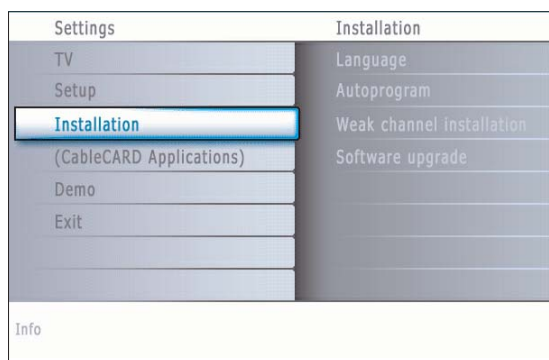 Settings
TV
Setup
Installation
(CableCARD Applications)
Demo
Exit
Installation
Language
Autoprogram
Weak channel installation
Software upgrade
Info